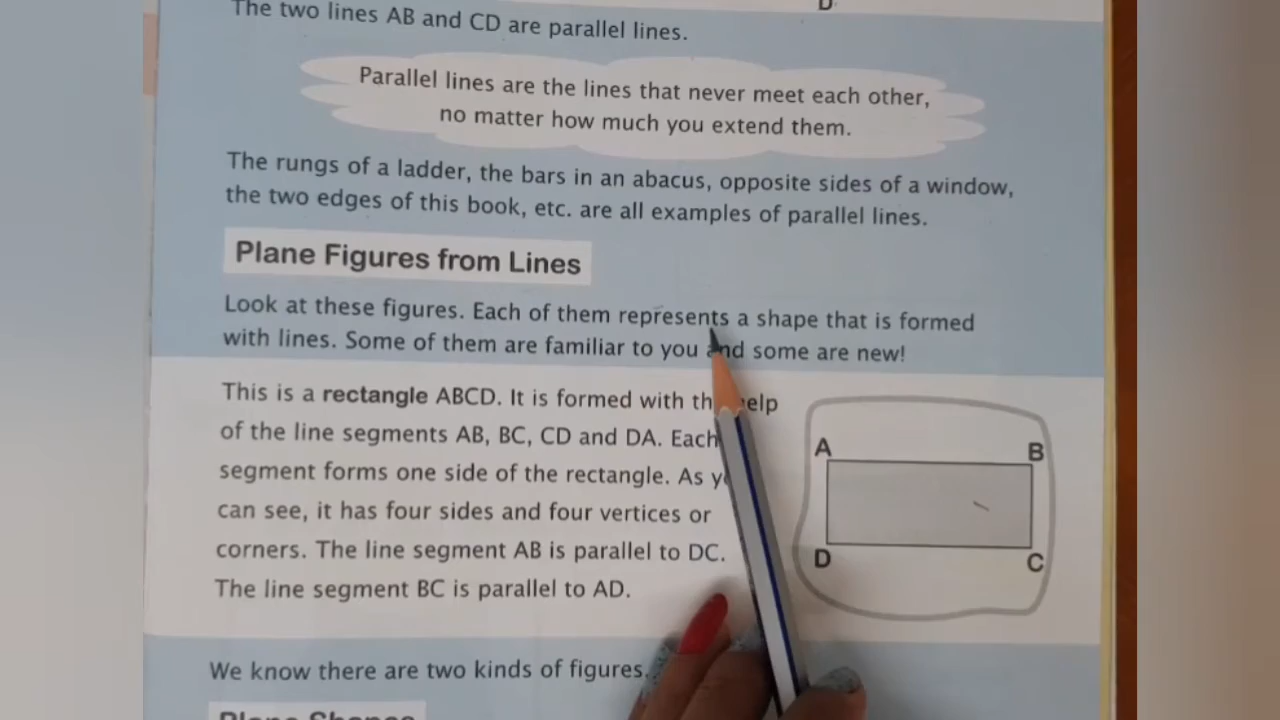 D
The two lines AB and CD are parallel lines.
Parallel lines are the lines that never meet each other,
no matter how much you extend them.
The rungs of a ladder, the bars in an abacus, opposite sides of a window,
the two edges of this book, etc. are all examples of parallel lines.
Plane Figures from Lines
Look at these figures. Each of them represents a shape that is formed
with lines. Some of them are familiar to you and some are new!
This is a rectangle ABCD. It is formed with the help
of the line segments AB, BC, CD and DA. Each
segment forms one side of the rectangle. As
can see, it has four sides and four vertices or
corners. The line segment AB is parallel to DC.
The line segment BC is parallel to AD.
A B
D C
We know there are two kinds of figures.
Plane Shapes